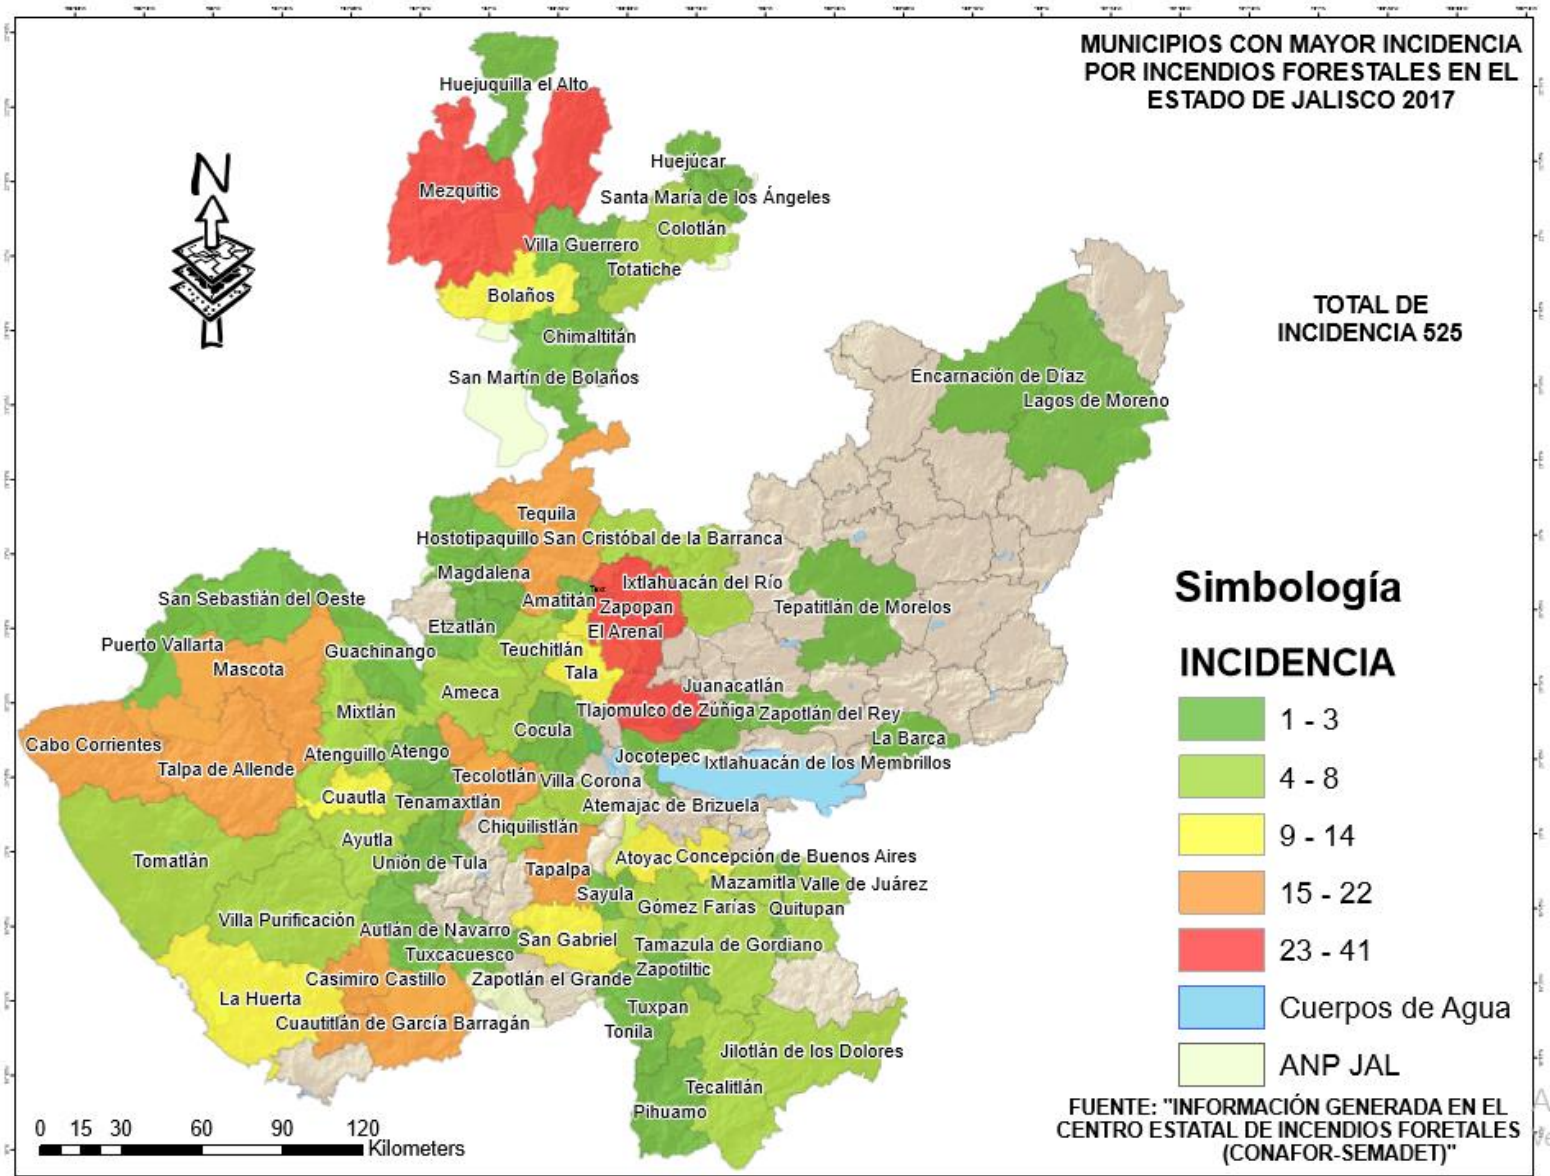 MUNICIPIOS CON MAYOR INCIDENCIA
POR INCENDIOS FORESTALES EN EL
ESTADO DE JALISCO 2017
N
TOTAL DE
INCIDENCIA 525
Huejuquilla el Alto
Huejúcar
Mezquitic
Santa María de los Ángeles
Colotlán
Villa Guerrero
Totatiche
Bolaños
Chimaltitán
San Martín de Bolaños
Encarnación de Díaz
Lagos de Moreno
Tequila
Hostotipaquillo
San Cristóbal de la Barranca
Magdalena
Ixtlahuacán del Río
Amatitán
Zapopan
Tepatitlán de Morelos
San Sebastián del Oeste
Etzatlán
El Arenal
Puerto Vallarta
Guachinango
Teuchitlán
Mascota
Tala
Ameca
Juanacatlán
Mixtlán
Tlajomulco de Zúñiga
Zapotlán del Rey
Cocula
La Barca
Cabo Corrientes
Atenguillo
Atengo
Jocotepec
Ixtlahuacán de los Membrillos
Talpa de Allende
Tecolotlán
Villa Corona
Cuautla
Tenamaxtlán
Atemajac de Brizuela
Chiquilistlán
Ayutla
Tomatlán
Unión de Tula
Tapalpa
Atoyac
Concepción de Buenos Aires
Mazamitla
Valle de Juárez
Sayula
Gómez Farías
Quitupan
Villa Purificación
Autlán de Navarro
San Gabriel
Tamazula de Gordiano
Tuxcacuesco
Zapotiltic
Casimiro Castillo
Zapotlán el Grande
La Huerta
Tuxpan
Cuautitlán de García Barragán
Tonila
Jilotlán de los Dolores
Tecalitlán
Pihuamo
Simbología
INCIDENCIA
1 - 3
4 - 8
9 - 14
15 - 22
23 - 41
Cuerpos de Agua
ANP JAL
FUENTE: "INFORMACIÓN GENERADA EN EL
CENTRO ESTATAL DE INCENDIOS FORETALES
(CONAFOR-SEMADET)"
0 15 30 60 90 120
Kilometers